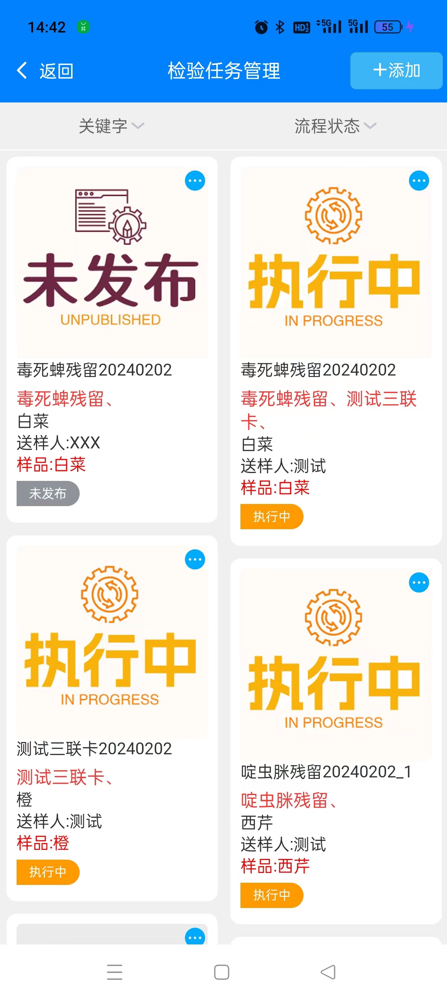 14:42
HD 1 2 5G 5G 55
返回
检验任务管理
+添加
关键字
流程状态
未发布
UNPUBLISHED
毒死蜱残留20240202
毒死蜱残留、
白菜
送样人:XXX
样品:白菜
未发布
执行中
IN PROGRESS
毒死蜱残留20240202
毒死蜱残留、测试三联
卡、
白菜
送样人:测试
样品:白菜
执行中
执行中
IN PROGRESS
测试三联卡20240202
测试三联卡、
橙
送样人:测试
样品:橙
执行中
执行中
IN PROGRESS
啶虫脒残留20240202_1
啶虫脒残留、
西芹
送样人:测试
样品:西芹
执行中